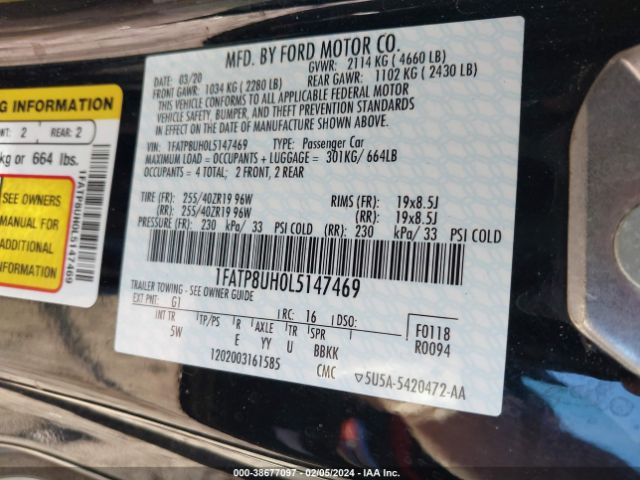 NG INFORMATION
NT: 2 REAR: 2
kg or 664 lbs.
SEE OWNERS
MANUAL FOR
ADDITIONAL
INFORMATION
1FATP8UH0L5147469
MFD. BY FORD MOTOR CO.
DATE: 03/20 GVWR: 2114 KG ( 4660 LB)
FRONT GAWR: 1034 KG ( 2280 LB) REAR GAWR: 1102 KG ( 2430 LB)
THIS VEHICLE CONFORMS TO ALL APPLICABLE FEDERAL MOTOR
VEHICLE SAFETY, BUMPER, AND THEFT PREVENTION STANDARDS
IN EFFECT ON THE DATE OF MANUFACTURE SHOWN ABOVE.
VIN: 1FATP8UH0L5147469 TYPE: Passenger Car
MAXIMUM LOAD = OCCUPANTS + LUGGAGE = 301KG/ 664LB
OCCUPANTS = 4 TOTAL; 2 FRONT, 2 REAR
TIRE (FR): 255/40ZR19 96W RIMS (FR): 19x8.5J
(RR): 255/40ZR19 96W (RR): 19x8.5J
PRESSURE (FR): 230 kPa/ 33 PSI COLD (RR): 230 kPa/ 33 PSI COLD
1FATP8UH0L5147469
TRAILER TOWING - SEE OWNER GUIDE
EXT PNT: G1 RC: 16 DSO: F0118
INT TR TP/PS R AXLE TR SPR R0094
5W E YY U BBKK
1202003161585 CMC 5U5A-5420472-AA
000 - 38677097 - 02/05/2024 - IAA Inc.